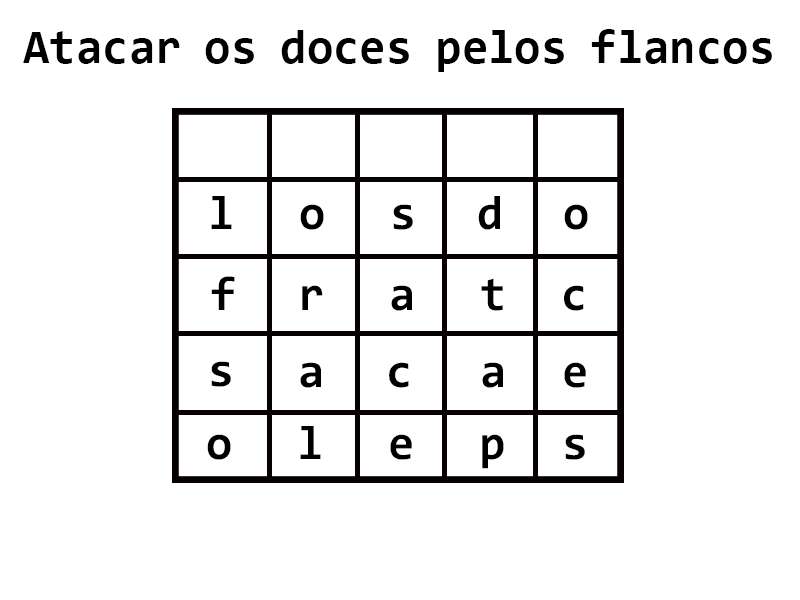 Atacar os doces pelos flancos
l o s d o
f r a t c
s a c a e
o l e p s